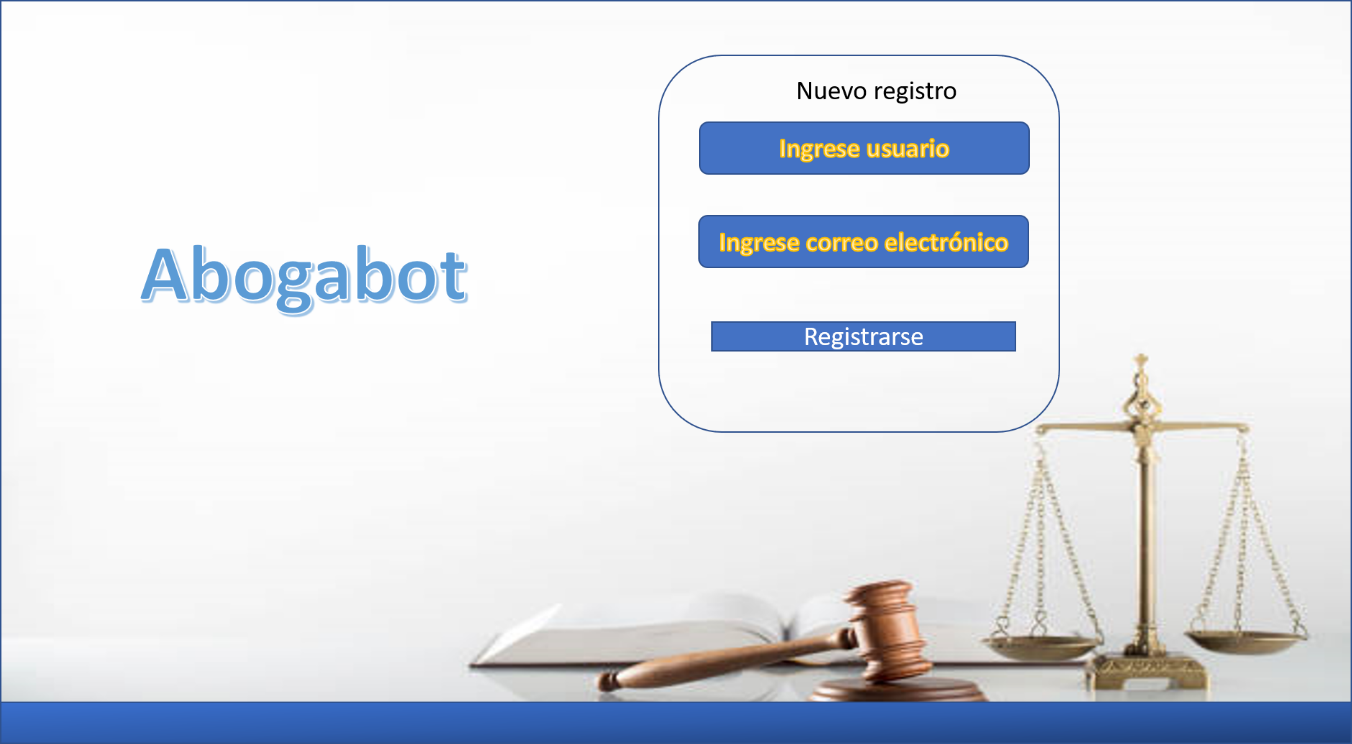 Abogabot
Nuevo registro
Ingrese usuario
Ingrese correo electrónico
Registrarse